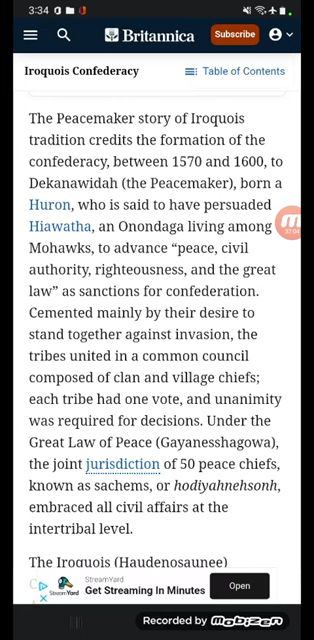 3:34
Britannica
Subscribe
Iroquois Confederacy
Table of Contents
The Peacemaker story of Iroquois
tradition credits the formation of the
confederacy, between 1570 and 1600, to
Dekanawidah (the Peacemaker), born a
Huron, who is said to have persuaded
Hiawatha, an Onondaga living among
Mohawks, to advance “peace, civil
authority, righteousness, and the great
law” as sanctions for confederation.
Cemented mainly by their desire to
stand together against invasion, the
tribes united in a common council
composed of clan and village chiefs;
each tribe had one vote, and unanimity
was required for decisions. Under the
Great Law of Peace (Gayanesshagowa),
the joint jurisdiction of 50 peace chiefs,
known as sachems, or hodiyahnehsonh,
embraced all civil affairs at the
intertribal level.
The Iroquois (Haudenosaunee)
StreamYard
StreamYard
Get Streaming In Minutes
Open
Recorded by Mobizen